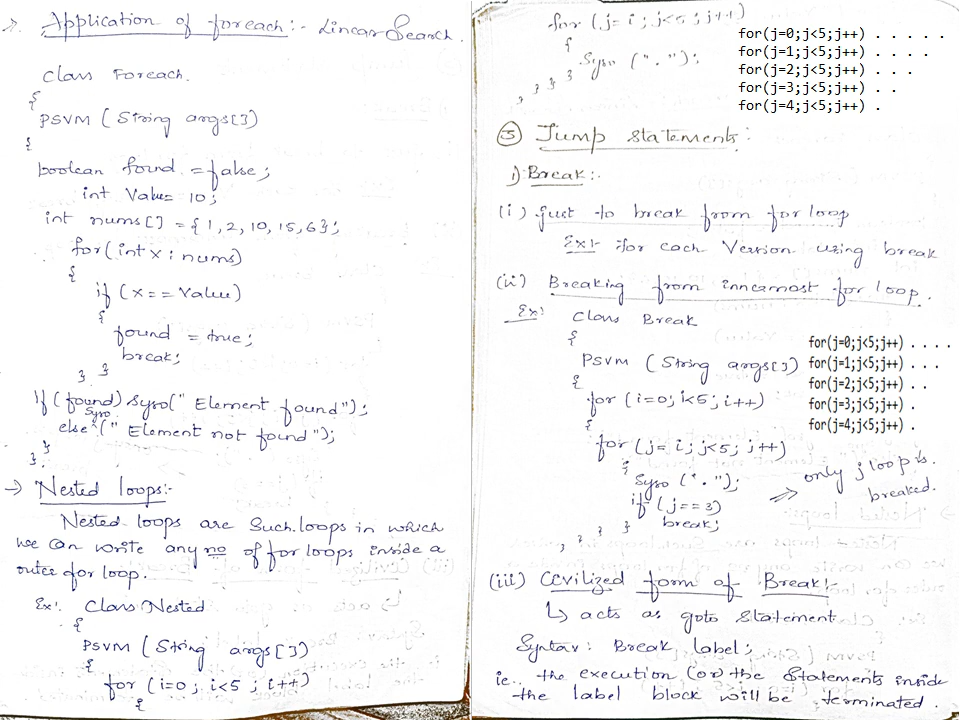 Application of foreach:- Linear Search.
Class Foreach.
{
PSVM (String args[])
{
boolean found = false;
int Value= 10;
int nums[] = {1, 2, 10, 15, 6};
for(int x : nums)
{
if (x == Value)
{
found = true;
break;
} }
If (found) Syso(" Element found");
Syso
else ^(" Element not found");
}
}.
→ Nested loops:-
Nested loops are Such loops in which
we can write any no of for loops inside a
outer for loop.
Ex:. Class Nested
{
PSVM (String args[])
{
for (i=0; i<5; i++)
{
for (j= i; j<5; j++)
{
Syso (".");
} } } }
for(j=0;j<5;j++) . . . . .
for(j=1;j<5;j++) . . . .
for(j=2;j<5;j++) . . .
for(j=3;j<5;j++) . .
for(j=4;j<5;j++) .
③ Jump statements:
1) Break:-
(i) just to break from for loop
Ex:- for each Version using break
(ii) Breaking from innermost for loop.
Ex: Class Break
{
PSVM (String args[])
{
for (i=0; i<5; i++)
{
for (j= i; j<5; j++)
{
Syso (".");
if (j==3)
break;
} } } }
for(j=0;j<5;j++) . . . .
for(j=1;j<5;j++) . . .
for(j=2;j<5;j++) . .
for(j=3;j<5;j++) .
for(j=4;j<5;j++) .
⇒ only j loop is.
breaked.
(iii) Cevilized form of Break:-
↳ acts as goto Statement
Syntax: Break label;
ie.. the execution (or) the Statements inside
the label block will be terminated.